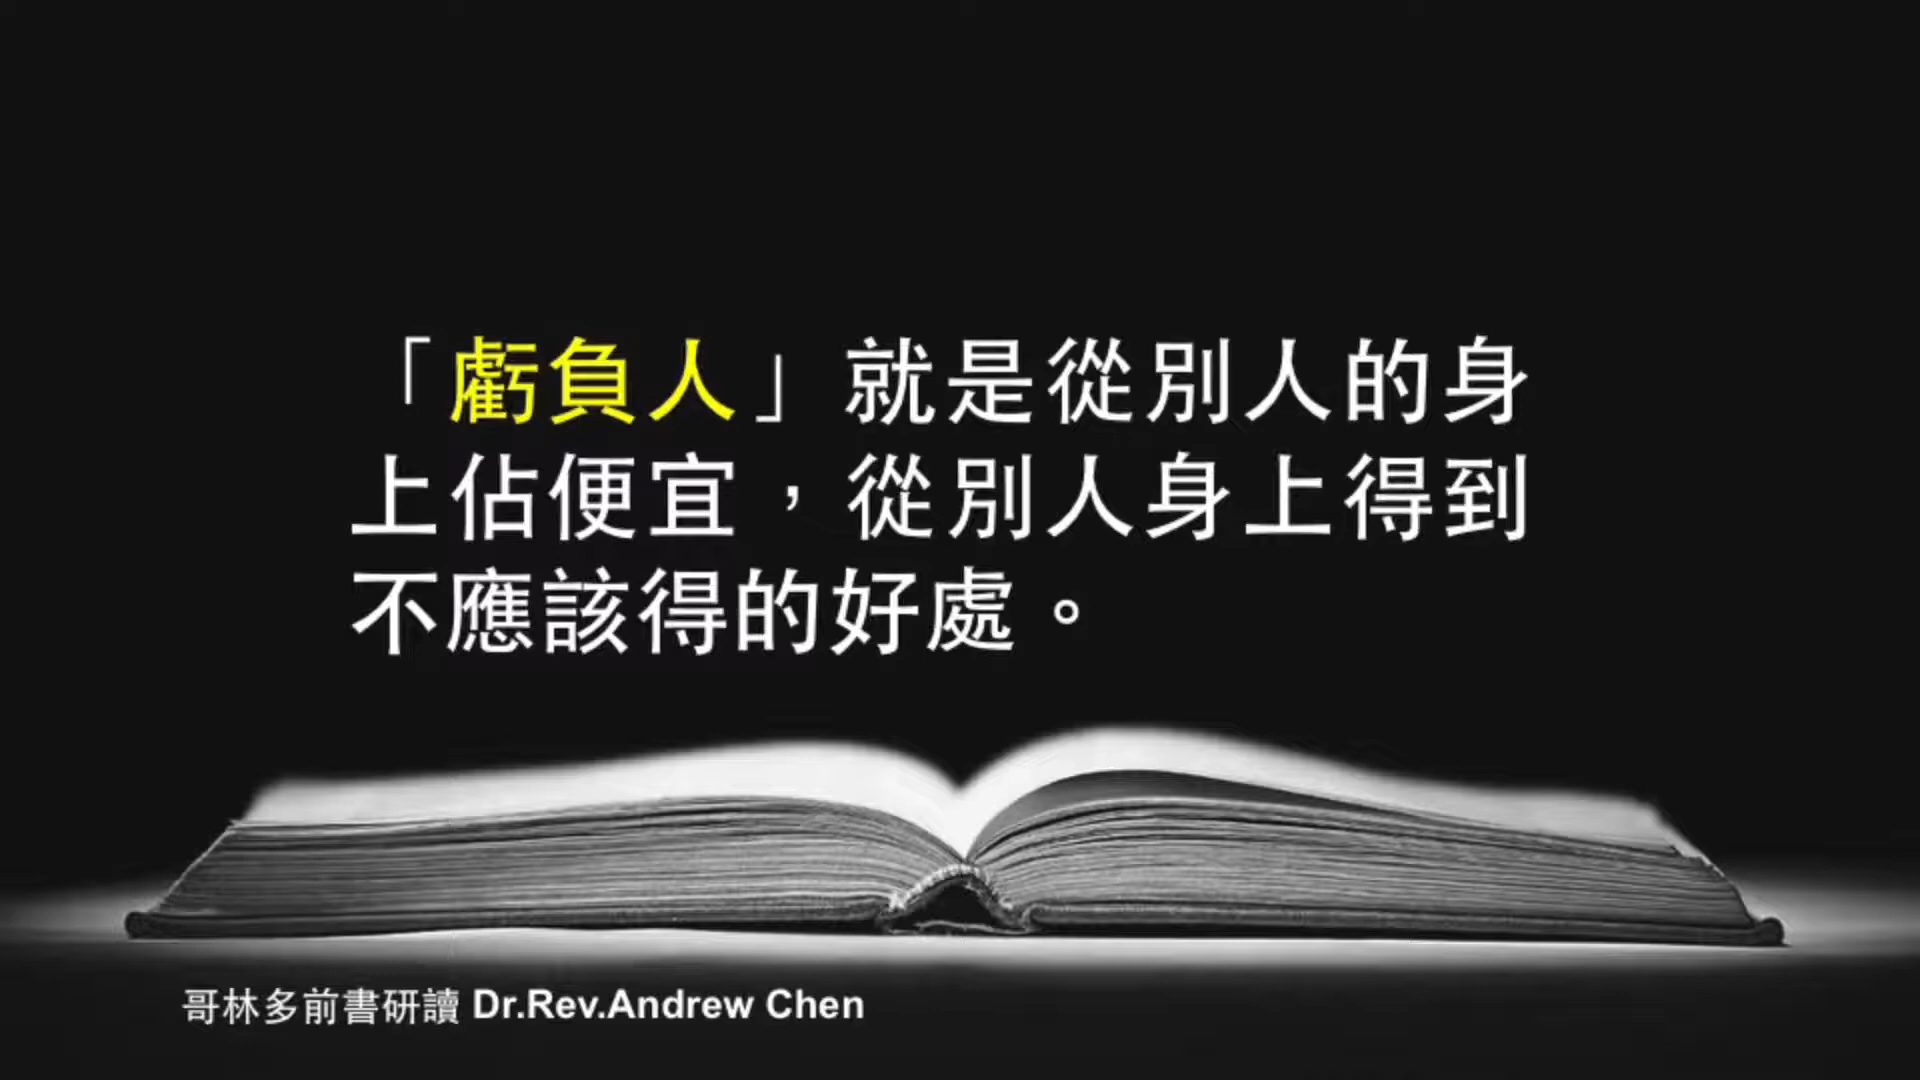 「虧負人」就是從別人的身
上佔便宜，從別人身上得到
不應該得的好處。
哥林多前書研讀 Dr.Rev.Andrew Chen